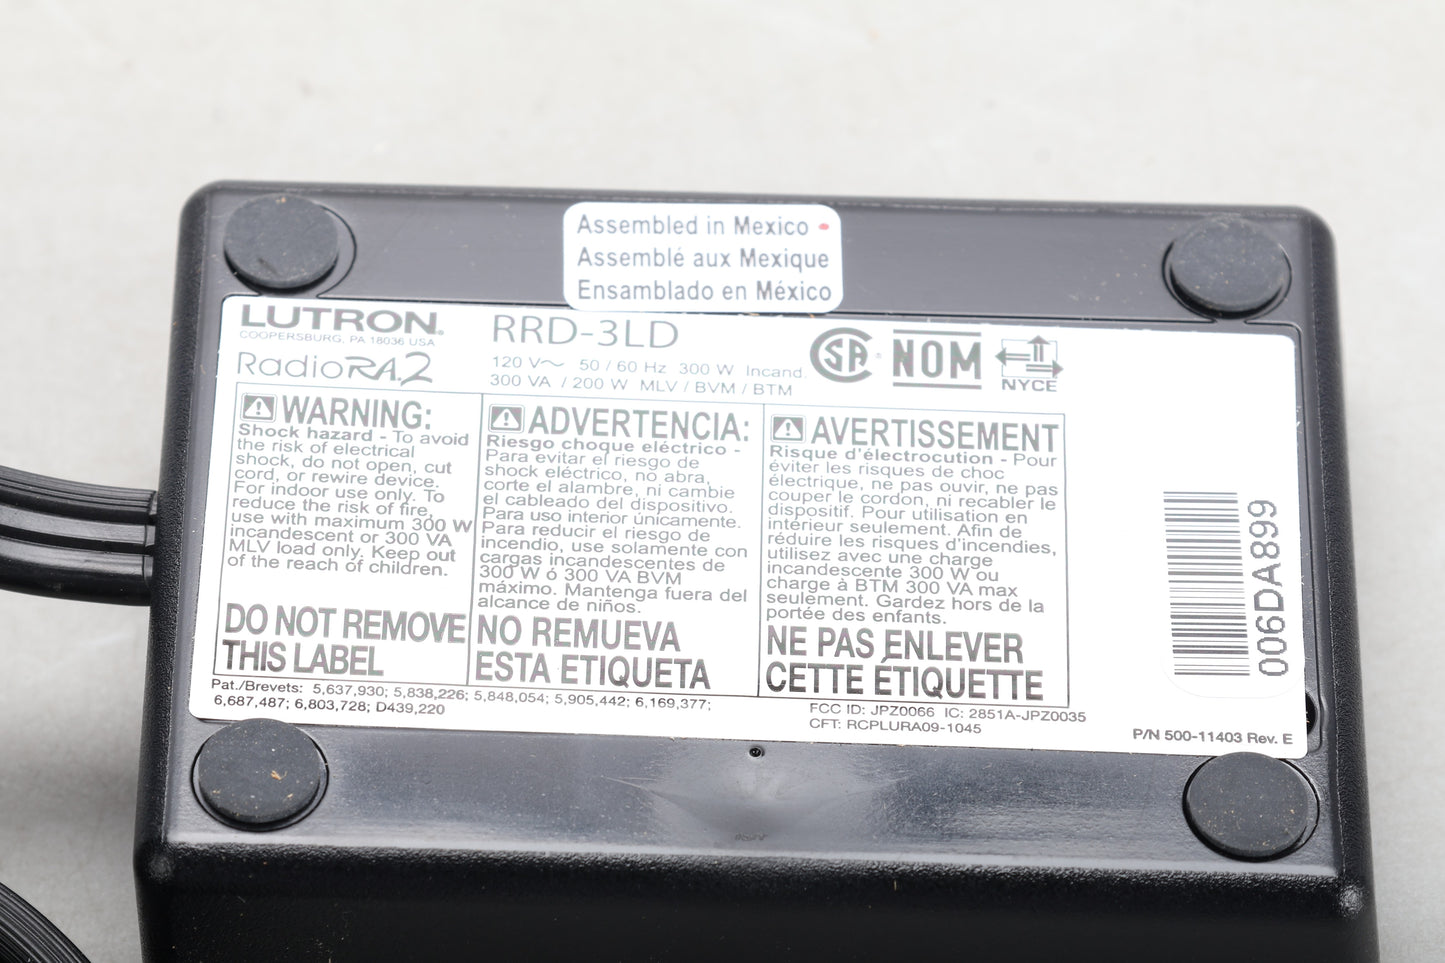 Assembled in Mexico
Assemblé aux Mexique
Ensamblado en México
LUTRON®
COOPERSBURG, PA 18036 USA
RadioRA.2
RRD-3LD
120 V~ 50 / 60 Hz 300 W Incand.
300 VA / 200 W MLV / BVM / BTM
SA
NOM
NYCE
WARNING:
Shock hazard - To avoid
the risk of electrical
shock, do not open, cut
cord, or rewire device.
For indoor use only. To
reduce the risk of fire,
use with maximum 300 W
incandescent or 300 VA
MLV load only. Keep out
of the reach of children.
DO NOT REMOVE
THIS LABEL
ADVERTENCIA:
Riesgo choque eléctrico -
Para evitar el riesgo de
shock eléctrico, no abra,
corte el alambre, ni cambie
el cableado del dispositivo.
Para uso interior únicamente.
Para reducir el riesgo de
incendio, use solamente con
cargas incandescentes de
300 W ó 300 VA BVM
máximo. Mantenga fuera del
alcance de niños.
NO REMUEVA
ESTA ETIQUETA
AVERTISSEMENT
Risque d'électrocution - Pour
éviter les risques de choc
électrique, ne pas ouvir, ne pas
couper le cordon, ni recabler le
dispositif. Pour utilisation en
intérieur seulement. Afin de
réduire les risques d'incendies,
utilisez avec une charge
incandescente 300 W ou
charge à BTM 300 VA max
seulement. Gardez hors de la
portée des enfants.
NE PAS ENLEVER
CETTE ÉTIQUETTE
006DA899
Pat./Brevets: 5,637,930; 5,838,226; 5,848,054; 5,905,442; 6,169,377;
6,687,487; 6,803,728; D439,220
FCC ID: JPZ0066 IC: 2851A-JPZ0035
CFT: RCPLURA09-1045
P/N 500-11403 Rev. E